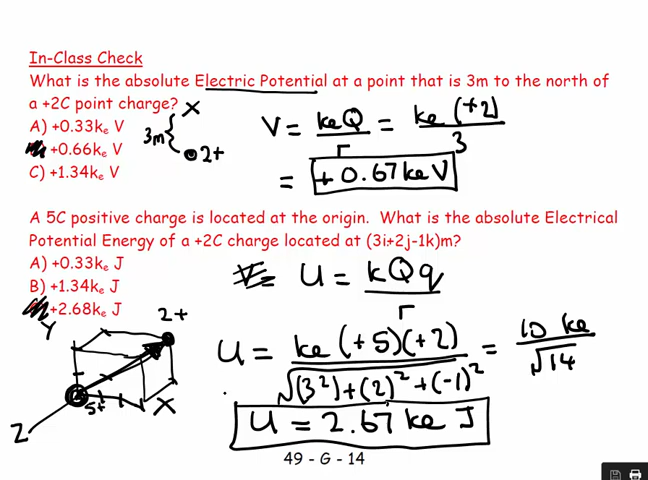 In-Class Check
What is the absolute Electric Potential at a point that is 3m to the north of
a +2C point charge?
X
3m
2+
A) +0.33kₑ V
+0.66kₑ V
C) +1.34kₑ V
V = keQ/r = ke (+2)/3
= +0.67 ke V
A 5C positive charge is located at the origin. What is the absolute Electrical
Potential Energy of a +2C charge located at (3i+2j-1k)m?
A) +0.33kₑ J
B) +1.34kₑ J
+2.68kₑ J
U = kQq/r
Y
2+
5+
X
Z
U = ke (+5)(+2)/√(3²)+(2)²+(-1)² = 10 ke/√14
U = 2.67 ke J
49 - G - 14